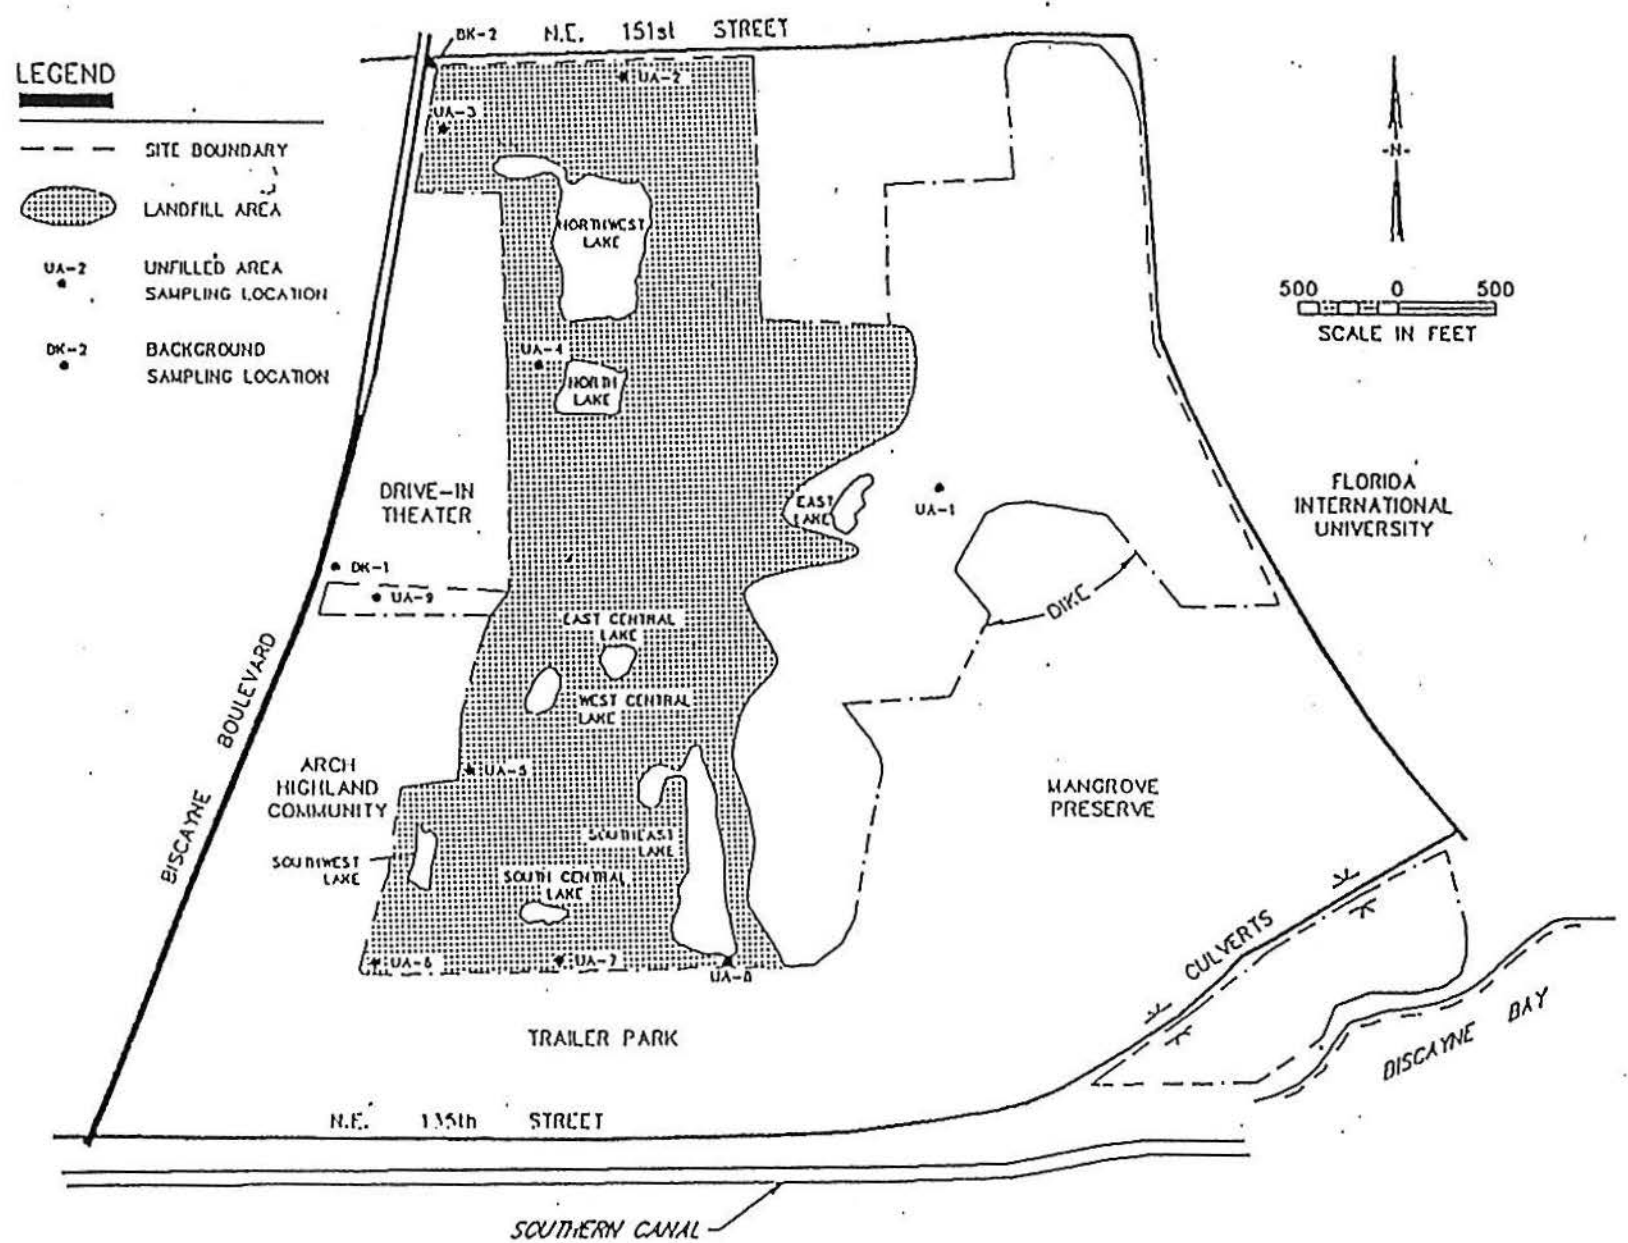 BK-2 N.E. 151st STREET
LEGEND
SITE BOUNDARY
LANDFILL AREA
UA-2
UNFILLED AREA
SAMPLING LOCATION
BK-2
BACKGROUND
SAMPLING LOCATION
UA-2
UA-3
NORTHWEST
LAKE
-N-
500 0 500
SCALE IN FEET
UA-4
NORTH
LAKE
DRIVE-IN
THEATER
EAST
LAKE
UA-1
FLORIDA
INTERNATIONAL
UNIVERSITY
BK-1
UA-9
DIKE
EAST CENTRAL
LAKE
WEST CENTRAL
LAKE
BISCAYNE BOULEVARD
ARCH
HIGHLAND
COMMUNITY
UA-5
MANGROVE
PRESERVE
SOUTHWEST
LAKE
SOUTHEAST
LAKE
SOUTH CENTRAL
LAKE
UA-6
UA-7
UA-8
CULVERTS
BISCAYNE BAY
TRAILER PARK
N.E. 135th STREET
SOUTHERN CANAL